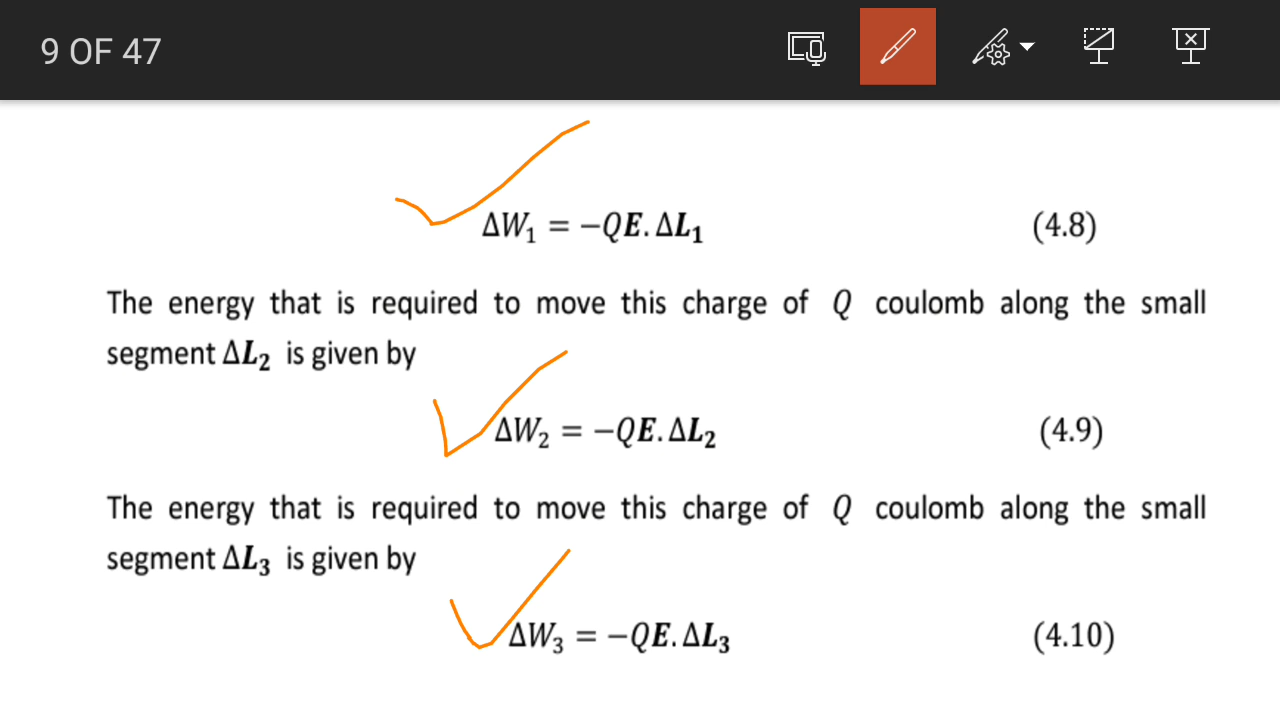 9 OF 47
ΔW₁ = −QE. ΔL₁ (4.8)
The energy that is required to move this charge of Q coulomb along the small
segment ΔL₂ is given by
ΔW₂ = −QE. ΔL₂ (4.9)
The energy that is required to move this charge of Q coulomb along the small
segment ΔL₃ is given by
ΔW₃ = −QE. ΔL₃ (4.10)